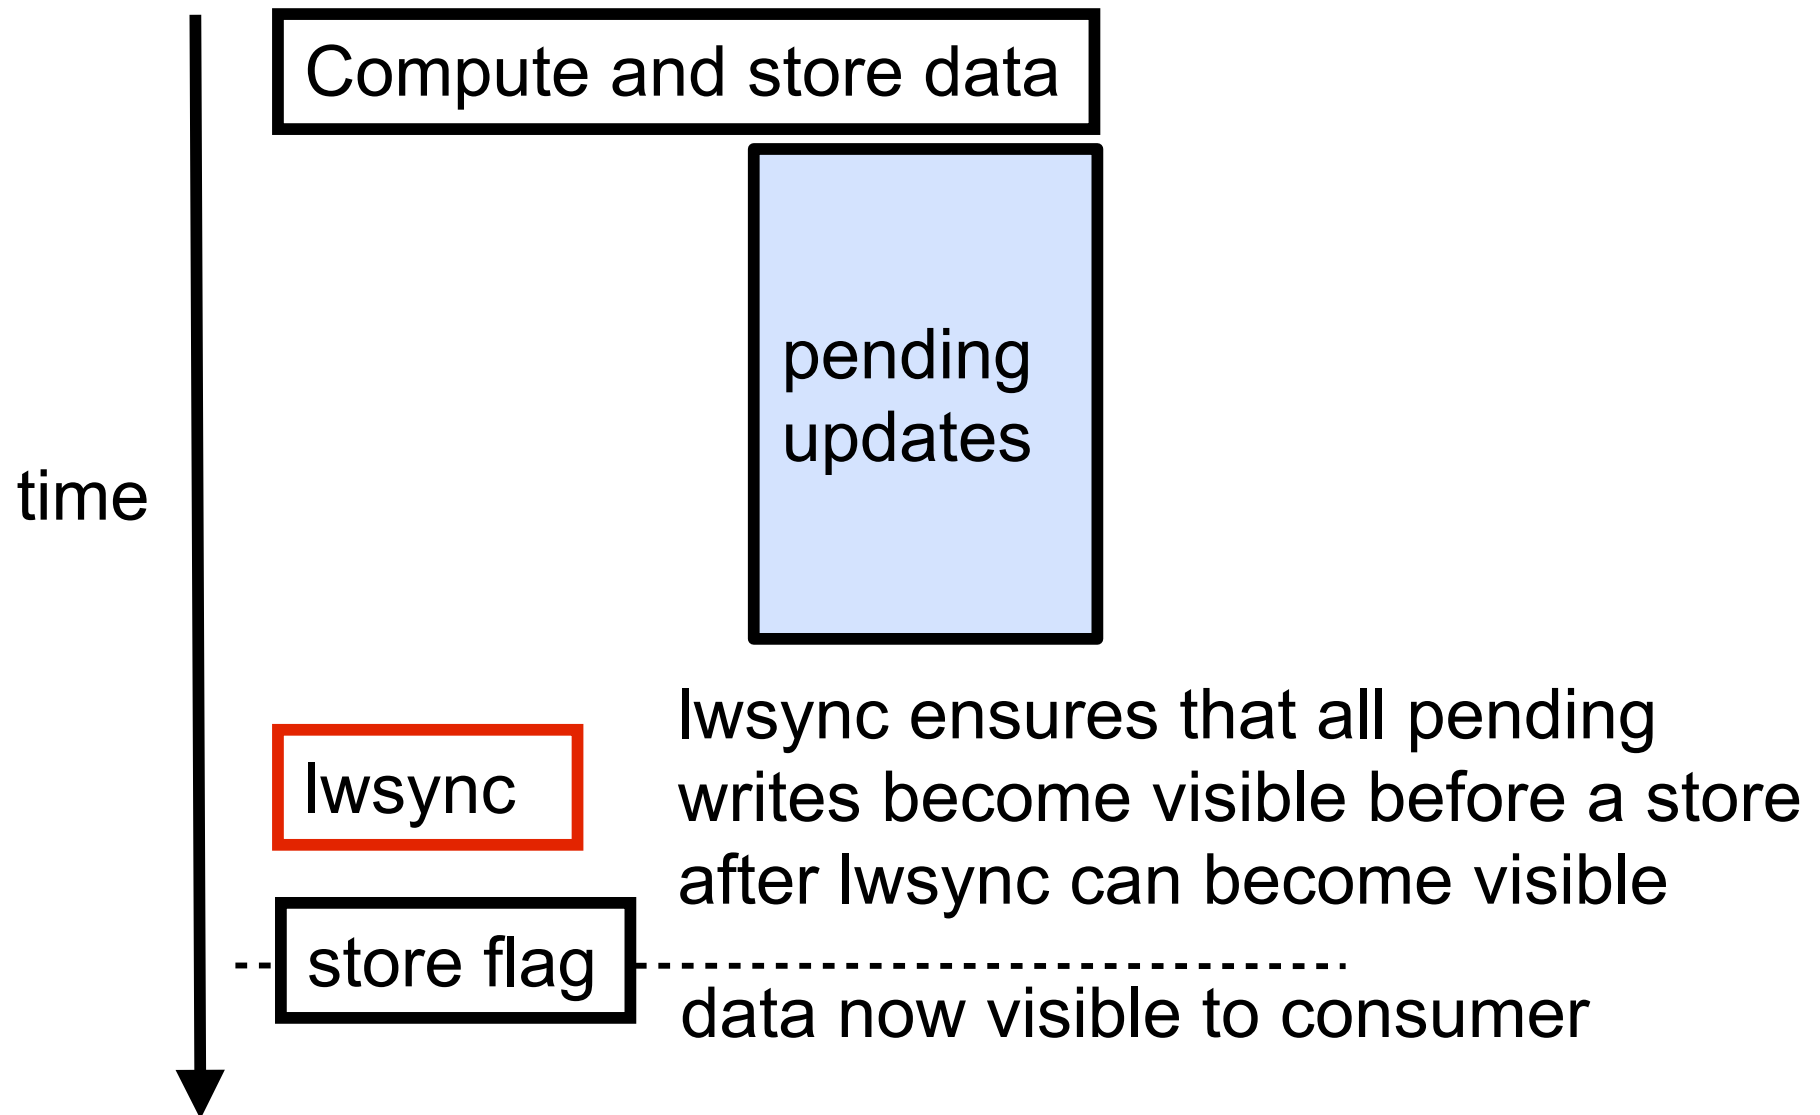 Compute and store data
pending
updates
time
lwsync ensures that all pending
writes become visible before a store
after lwsync can become visible
lwsync
store flag
data now visible to consumer